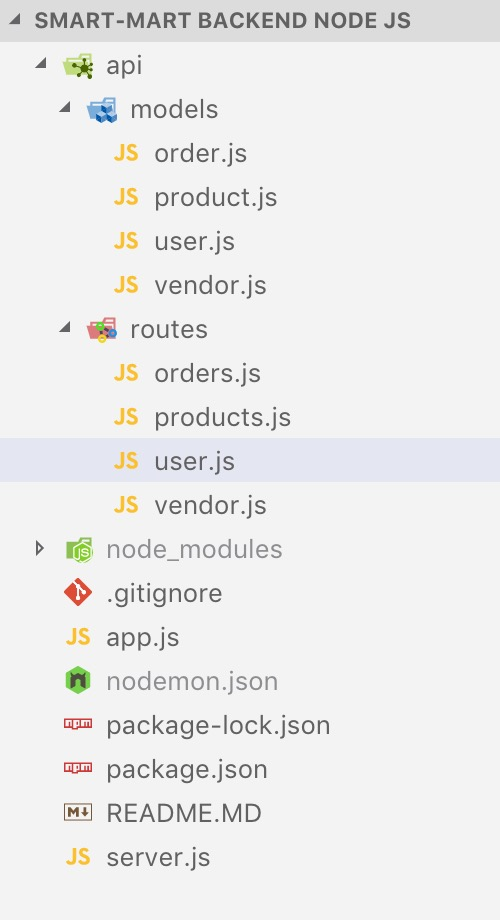 SMART-MART BACKEND NODE JS
api
models
JS order.js
JS product.js
JS user.js
JS vendor.js
routes
JS orders.js
JS products.js
JS user.js
JS vendor.js
node_modules
.gitignore
JS app.js
nodemon.json
package-lock.json
package.json
README.MD
JS server.js